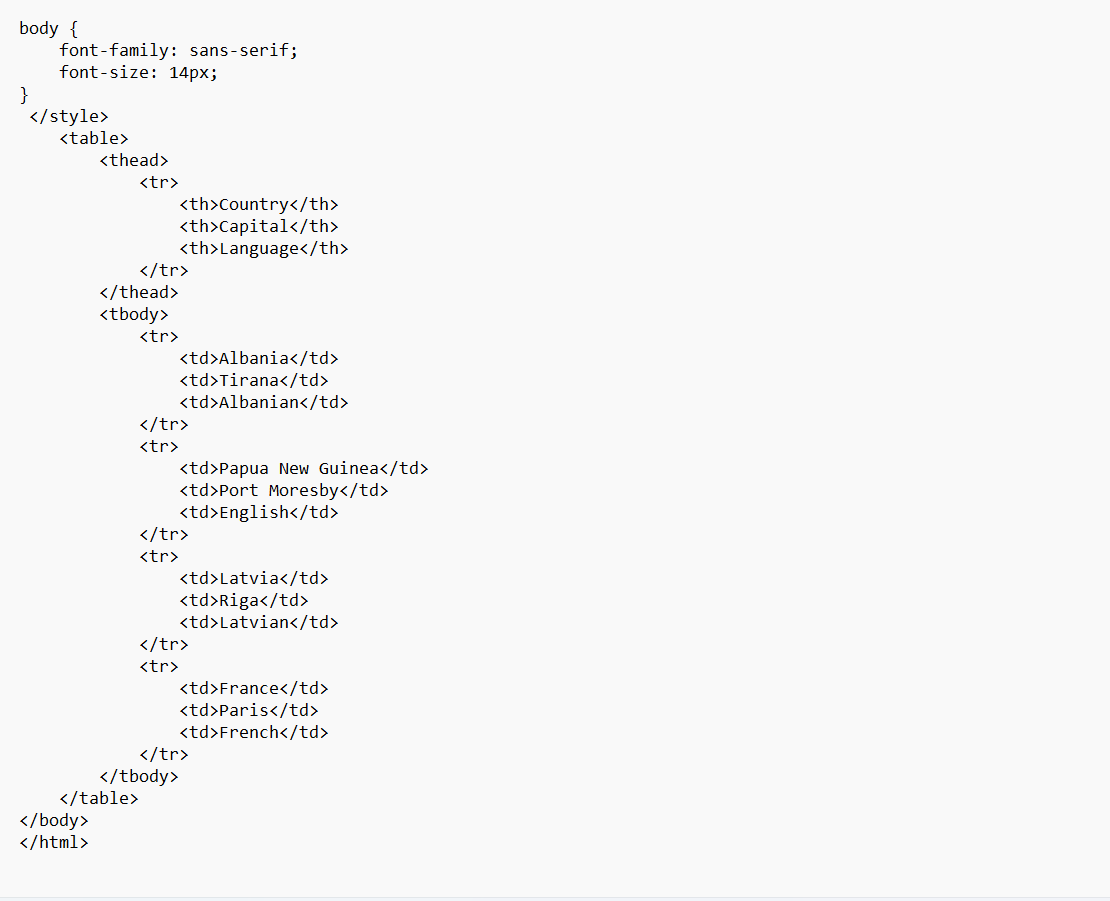 body {
    font-family: sans-serif;
    font-size: 14px;
}
 </style>
    <table>
        <thead>
            <tr>
                <th>Country</th>
                <th>Capital</th>
                <th>Language</th>
            </tr>
        </thead>
        <tbody>
            <tr>
                <td>Albania</td>
                <td>Tirana</td>
                <td>Albanian</td>
            </tr>
            <tr>
                <td>Papua New Guinea</td>
                <td>Port Moresby</td>
                <td>English</td>
            </tr>
            <tr>
                <td>Latvia</td>
                <td>Riga</td>
                <td>Latvian</td>
            </tr>
            <tr>
                <td>France</td>
                <td>Paris</td>
                <td>French</td>
            </tr>
        </tbody>
    </table>
</body>
</html>